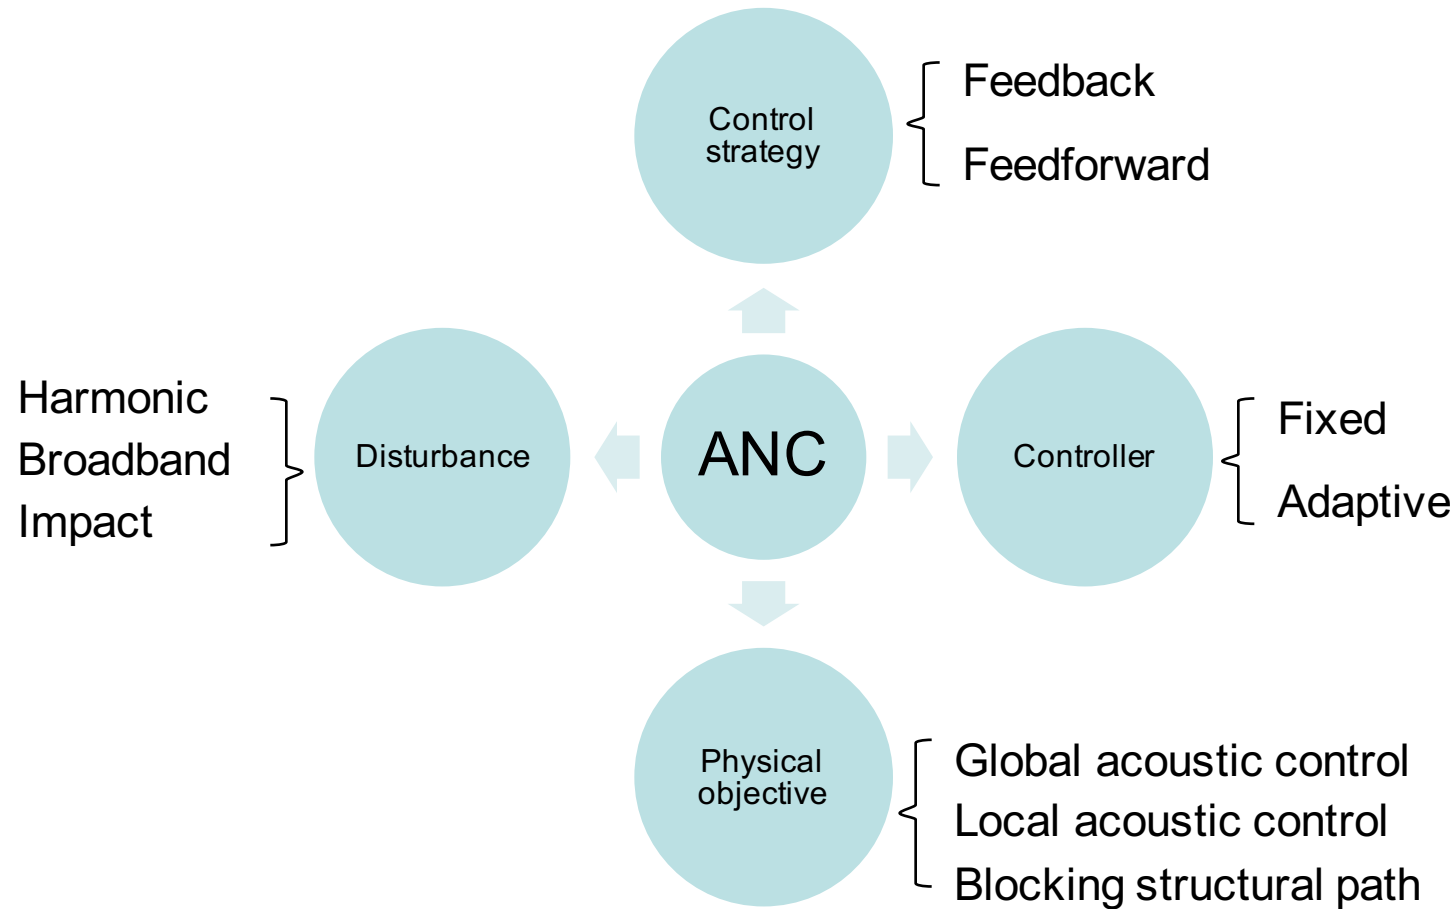 Control
strategy
Feedback
Feedforward
Harmonic
Broadband
Impact
Disturbance
ANC
Controller
Fixed
Adaptive
Physical
objective
Global acoustic control
Local acoustic control
Blocking structural path